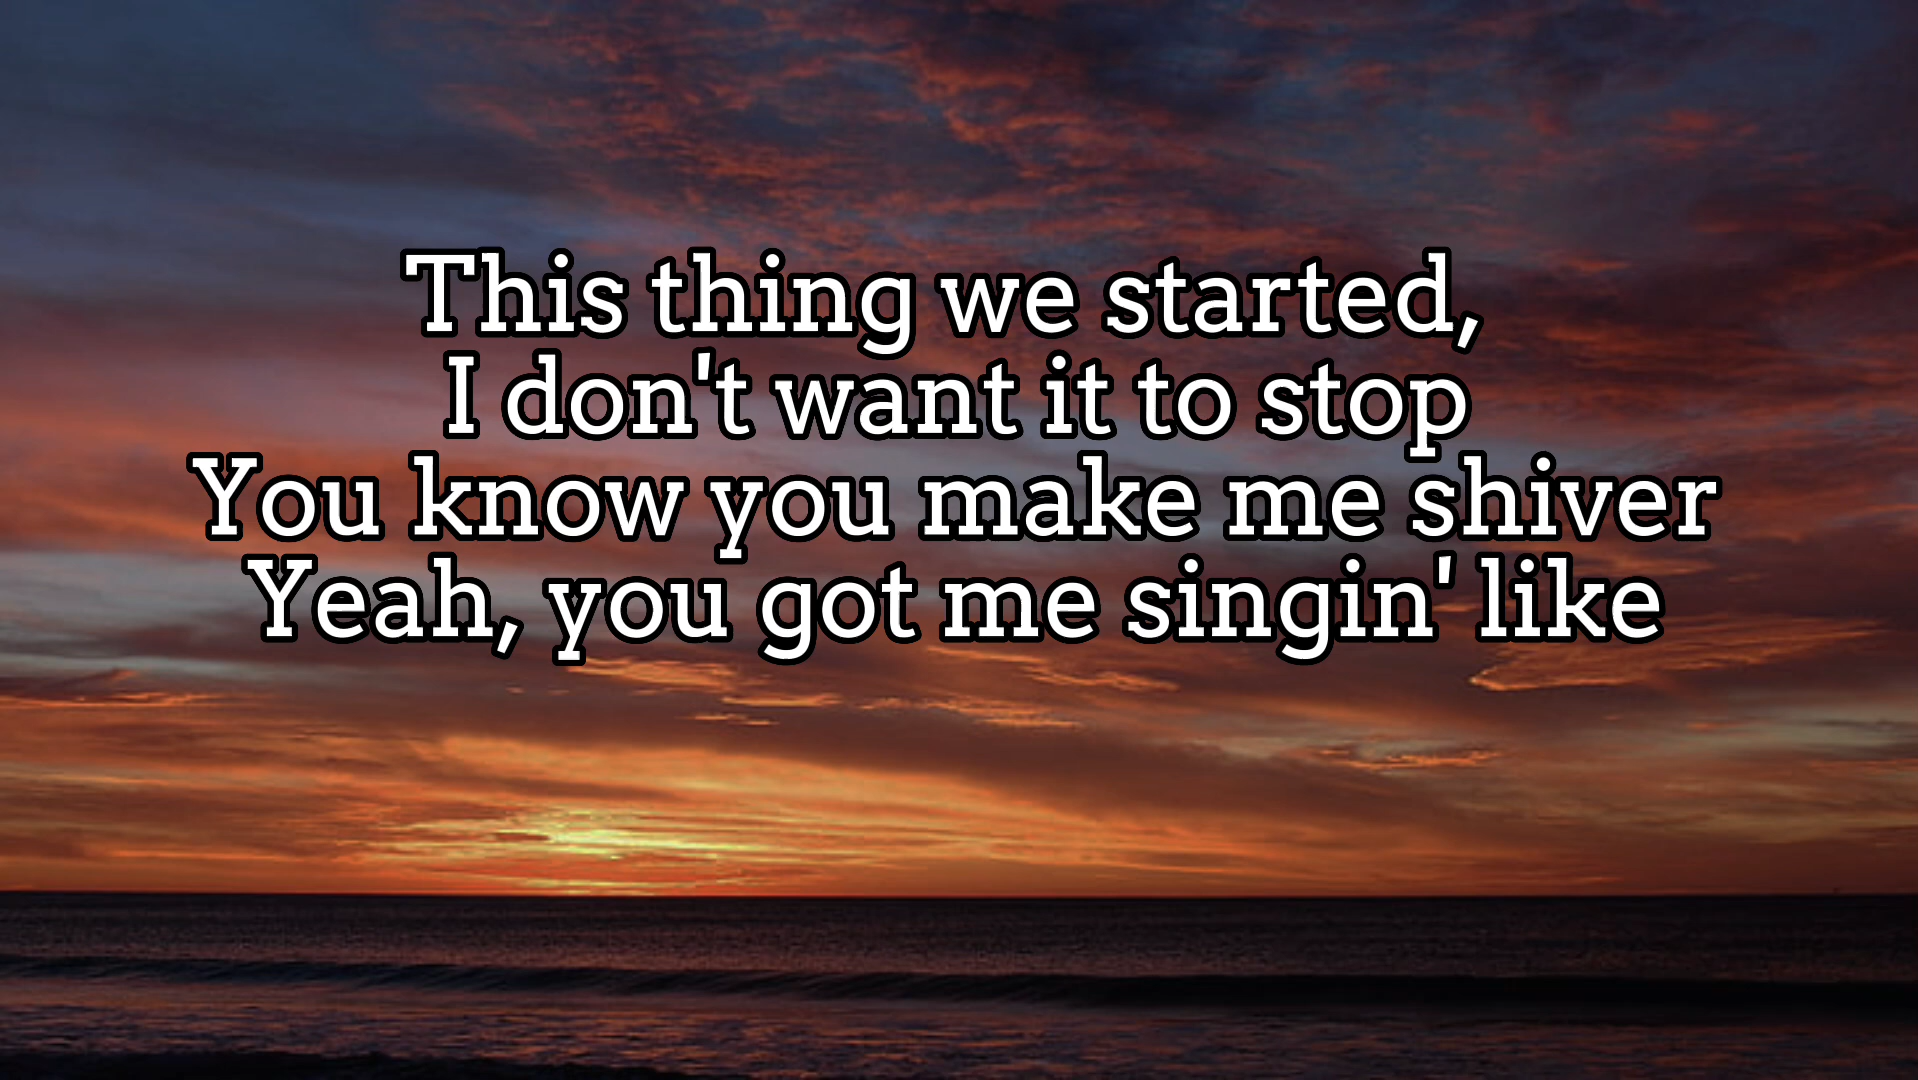 This thing we started,
I don't want it to stop
You know you make me shiver
Yeah, you got me singin' like